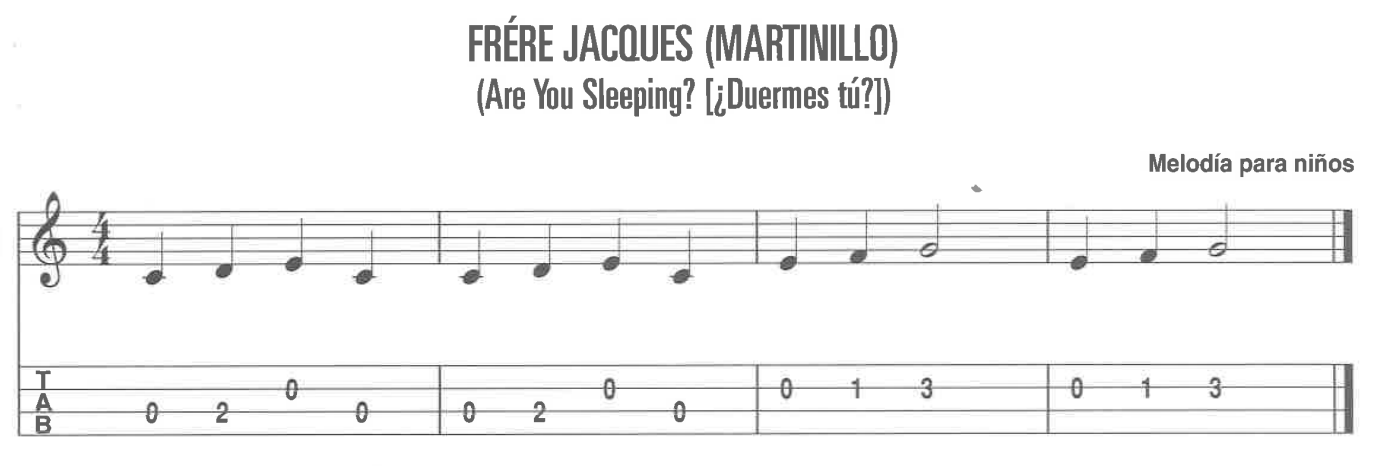 FRÉRE JACQUES (MARTINILLO)
(Are You Sleeping? [¿Duermes tú?])
Melodía para niños
4
4
T
A
B
0 2 0 0 0 2 0 0 0 1 3 0 1 3